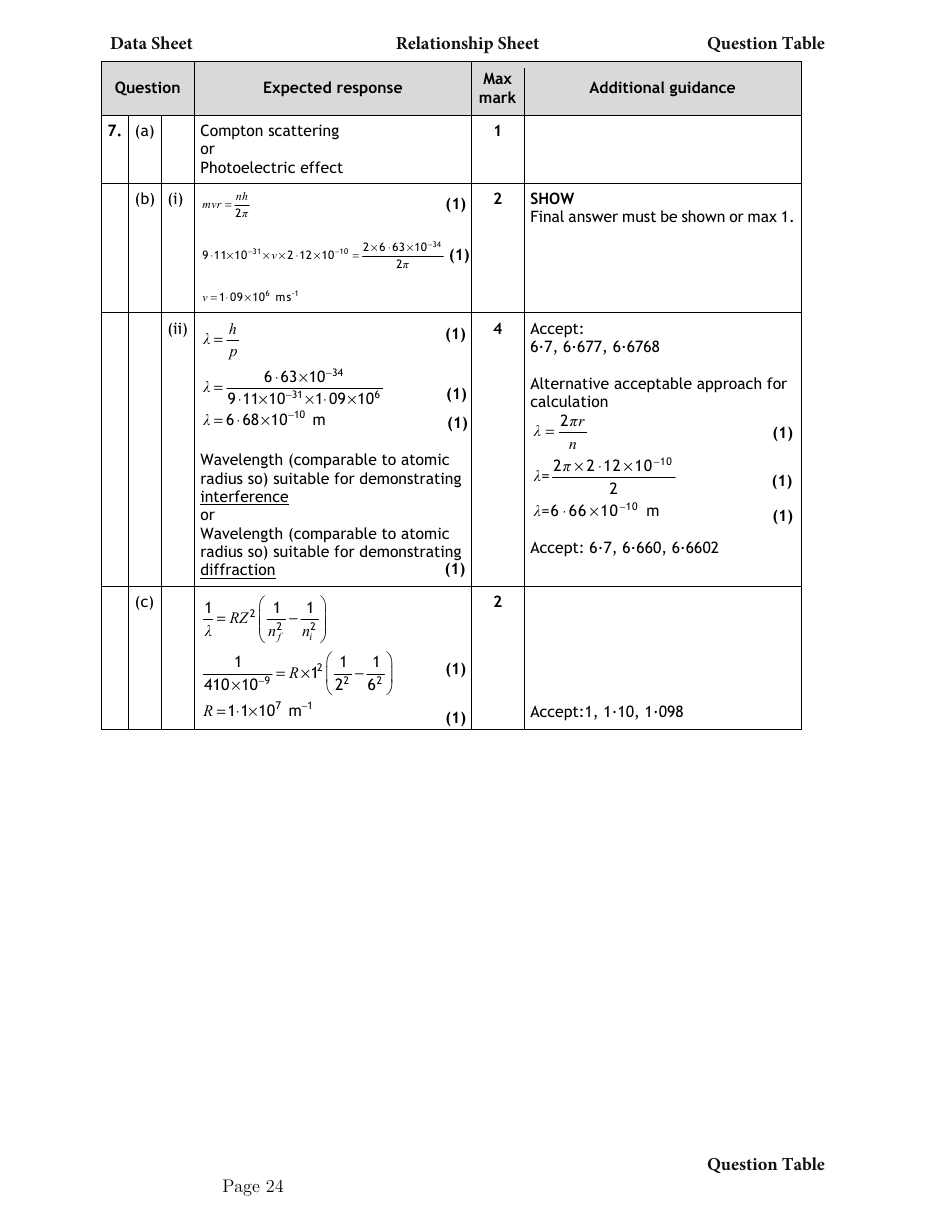 Data Sheet Relationship Sheet Question Table
Question Expected response Max mark Additional guidance
7. (a) Compton scattering 1
or
Photoelectric effect
(b) (i) mvr = nh/2π (1) 2 SHOW
Final answer must be shown or max 1.
9·11×10⁻³¹×v×2·12×10⁻¹⁰ = 2×6·63×10⁻³⁴/2π (1)
v = 1·09×10⁶ ms⁻¹
(ii) λ = h/p (1) 4 Accept:
6·7, 6·677, 6·6768
λ = 6·63×10⁻³⁴/9·11×10⁻³¹×1·09×10⁶ (1)
λ = 6·68×10⁻¹⁰ m (1)
Wavelength (comparable to atomic
radius so) suitable for demonstrating
interference
or
Wavelength (comparable to atomic
radius so) suitable for demonstrating
diffraction (1)
Alternative acceptable approach for
calculation
λ = 2πr/n (1)
λ= 2π×2·12×10⁻¹⁰/2 (1)
λ=6·66×10⁻¹⁰ m (1)
Accept: 6·7, 6·660, 6·6602
(c) 1/λ = RZ²(1/n_f² − 1/n_i²) 2
1/410×10⁻⁹ = R×1²(1/2² − 1/6²) (1)
R = 1·1×10⁷ m⁻¹ (1) Accept:1, 1·10, 1·098
Question Table
Page 24